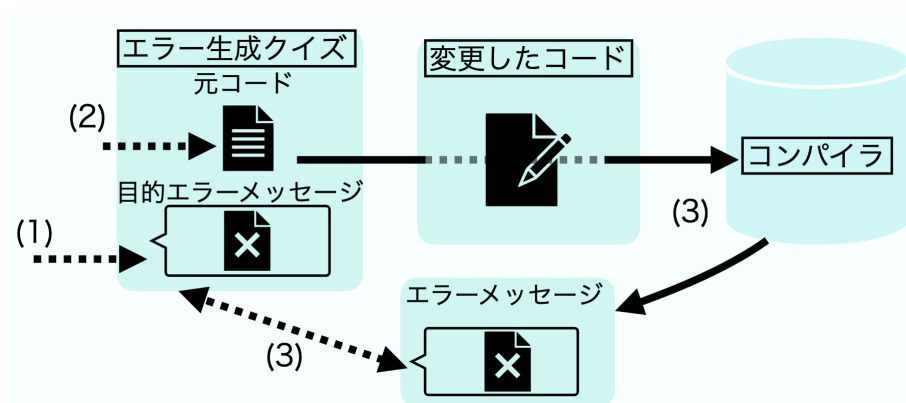 エラー生成クイズ
元コード
(2)
目的エラーメッセージ
(1)
変更したコード
コンパイラ
(3)
エラーメッセージ
(3)